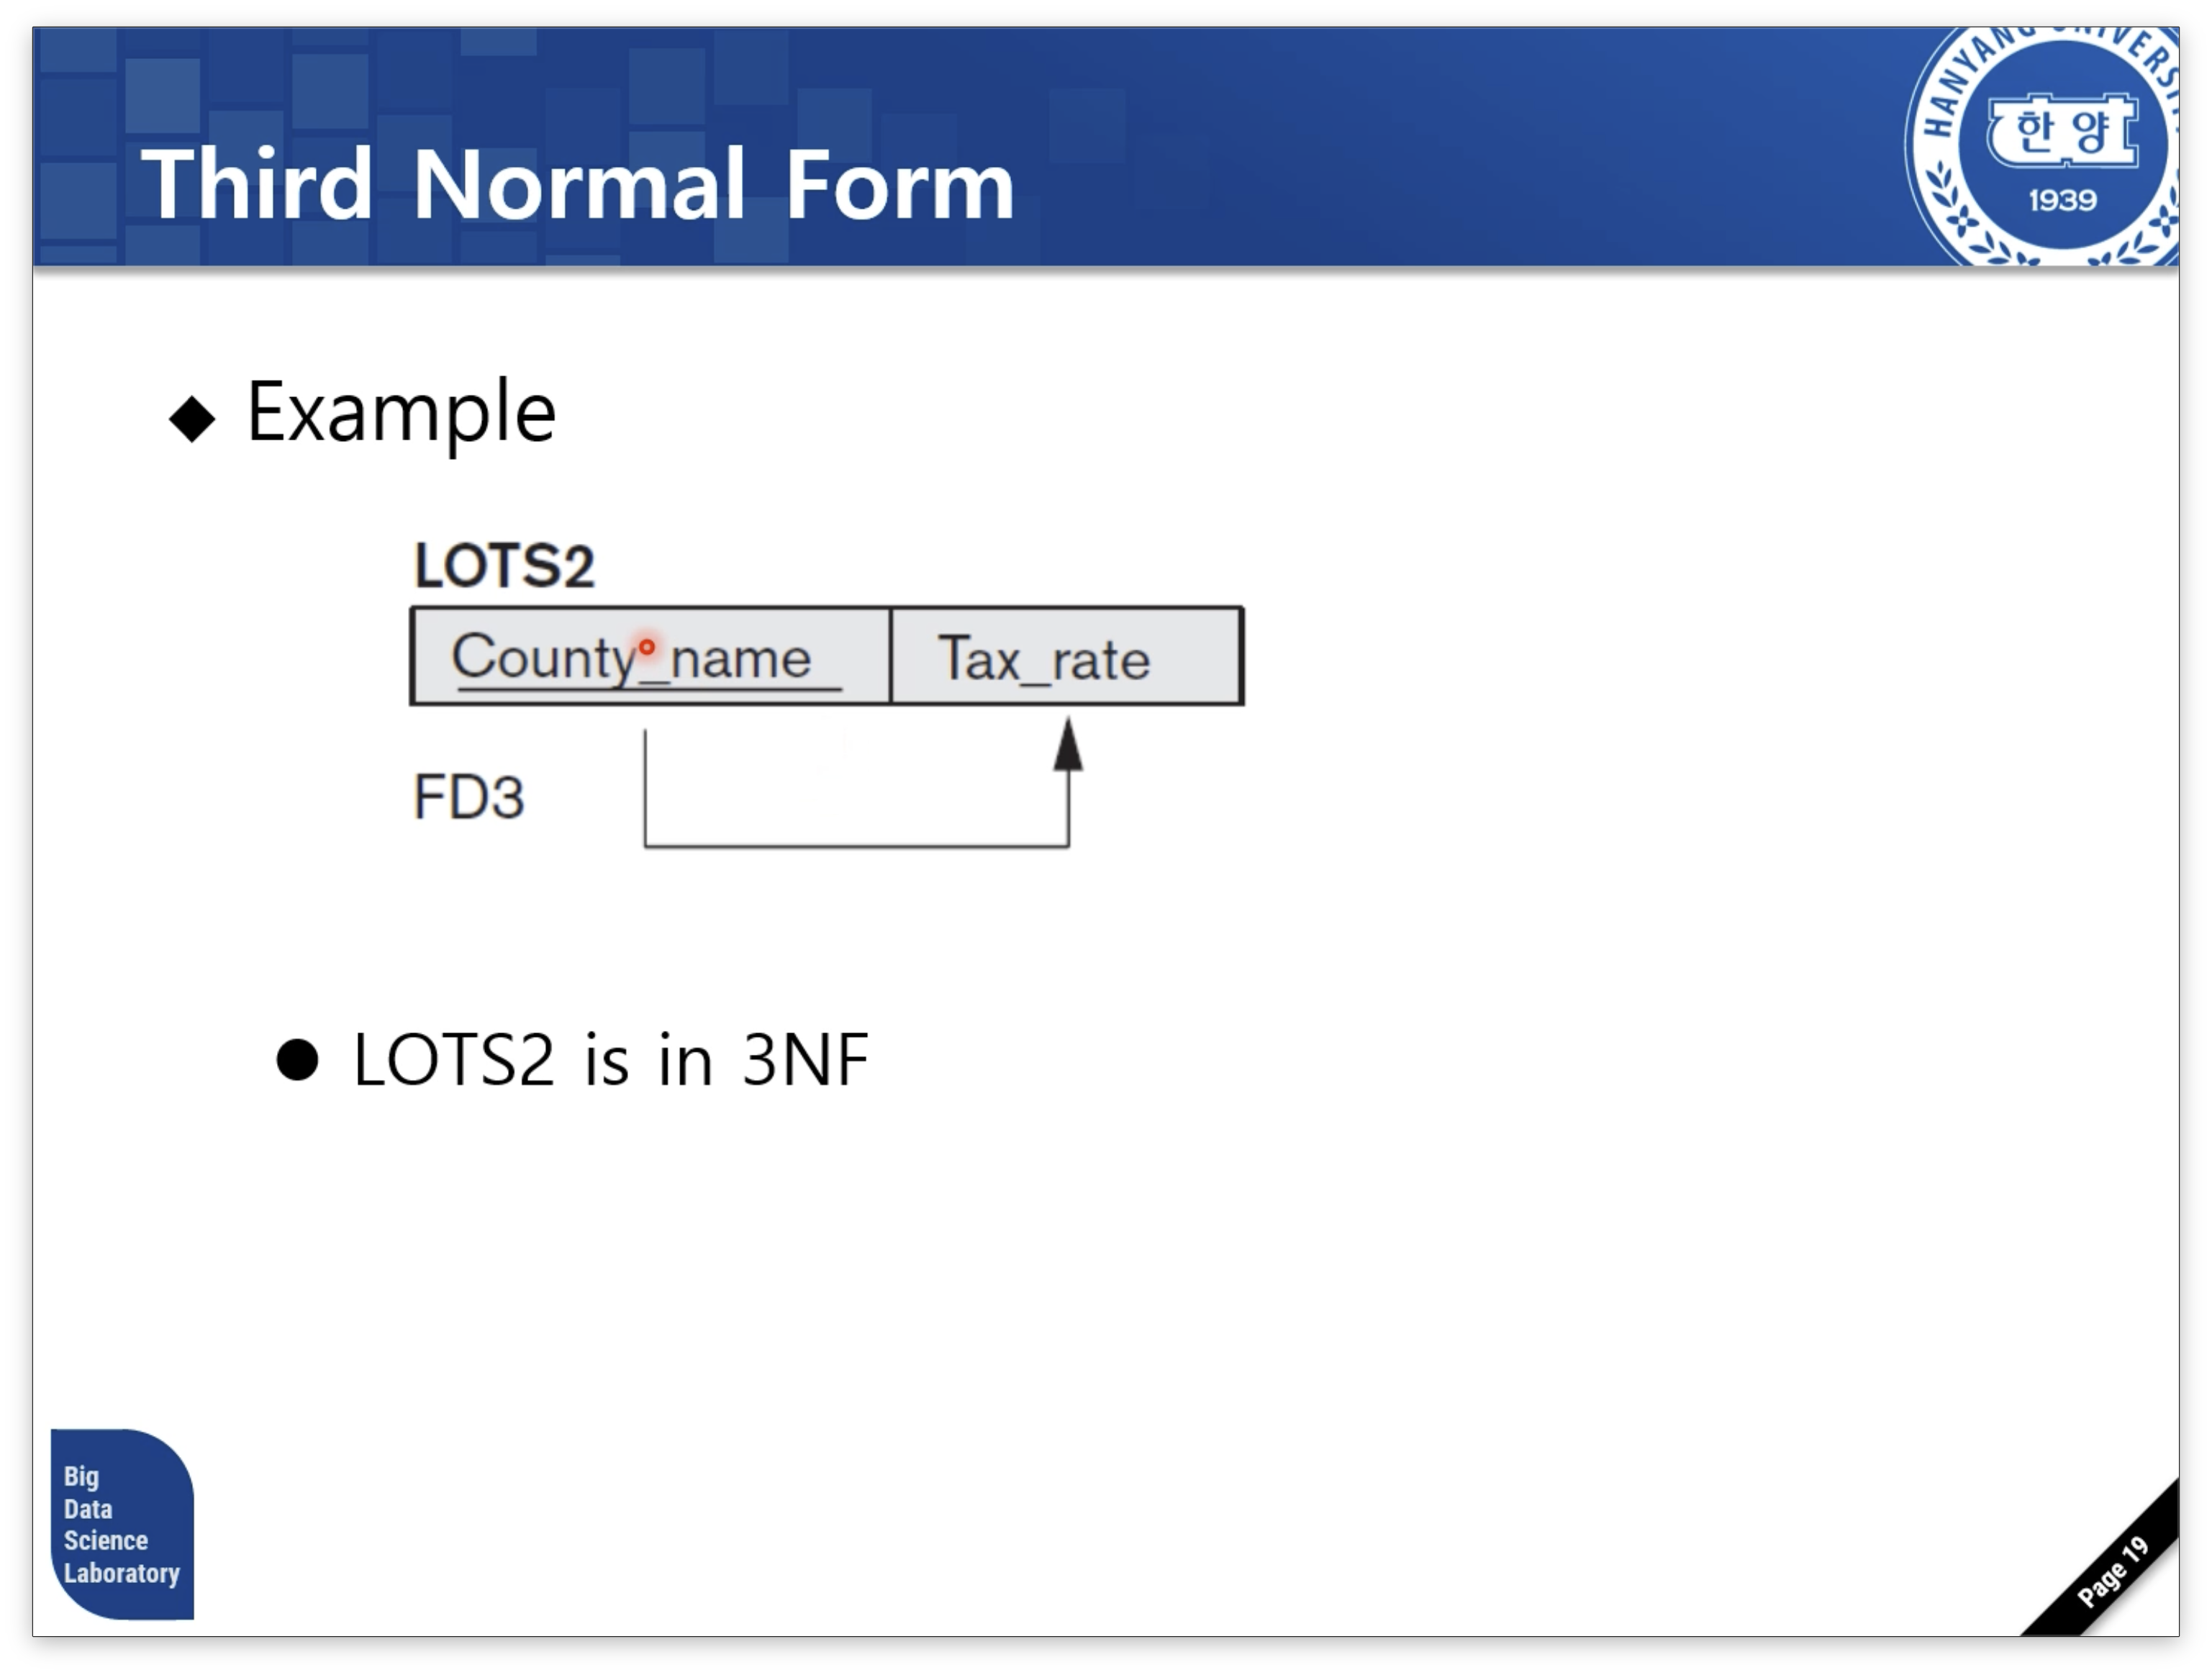 Third Normal Form
HANYANG UNIVERSITY
한양
1939
◆ Example
LOTS2
County_name Tax_rate
FD3
● LOTS2 is in 3NF
Big
Data
Science
Laboratory
Page 19